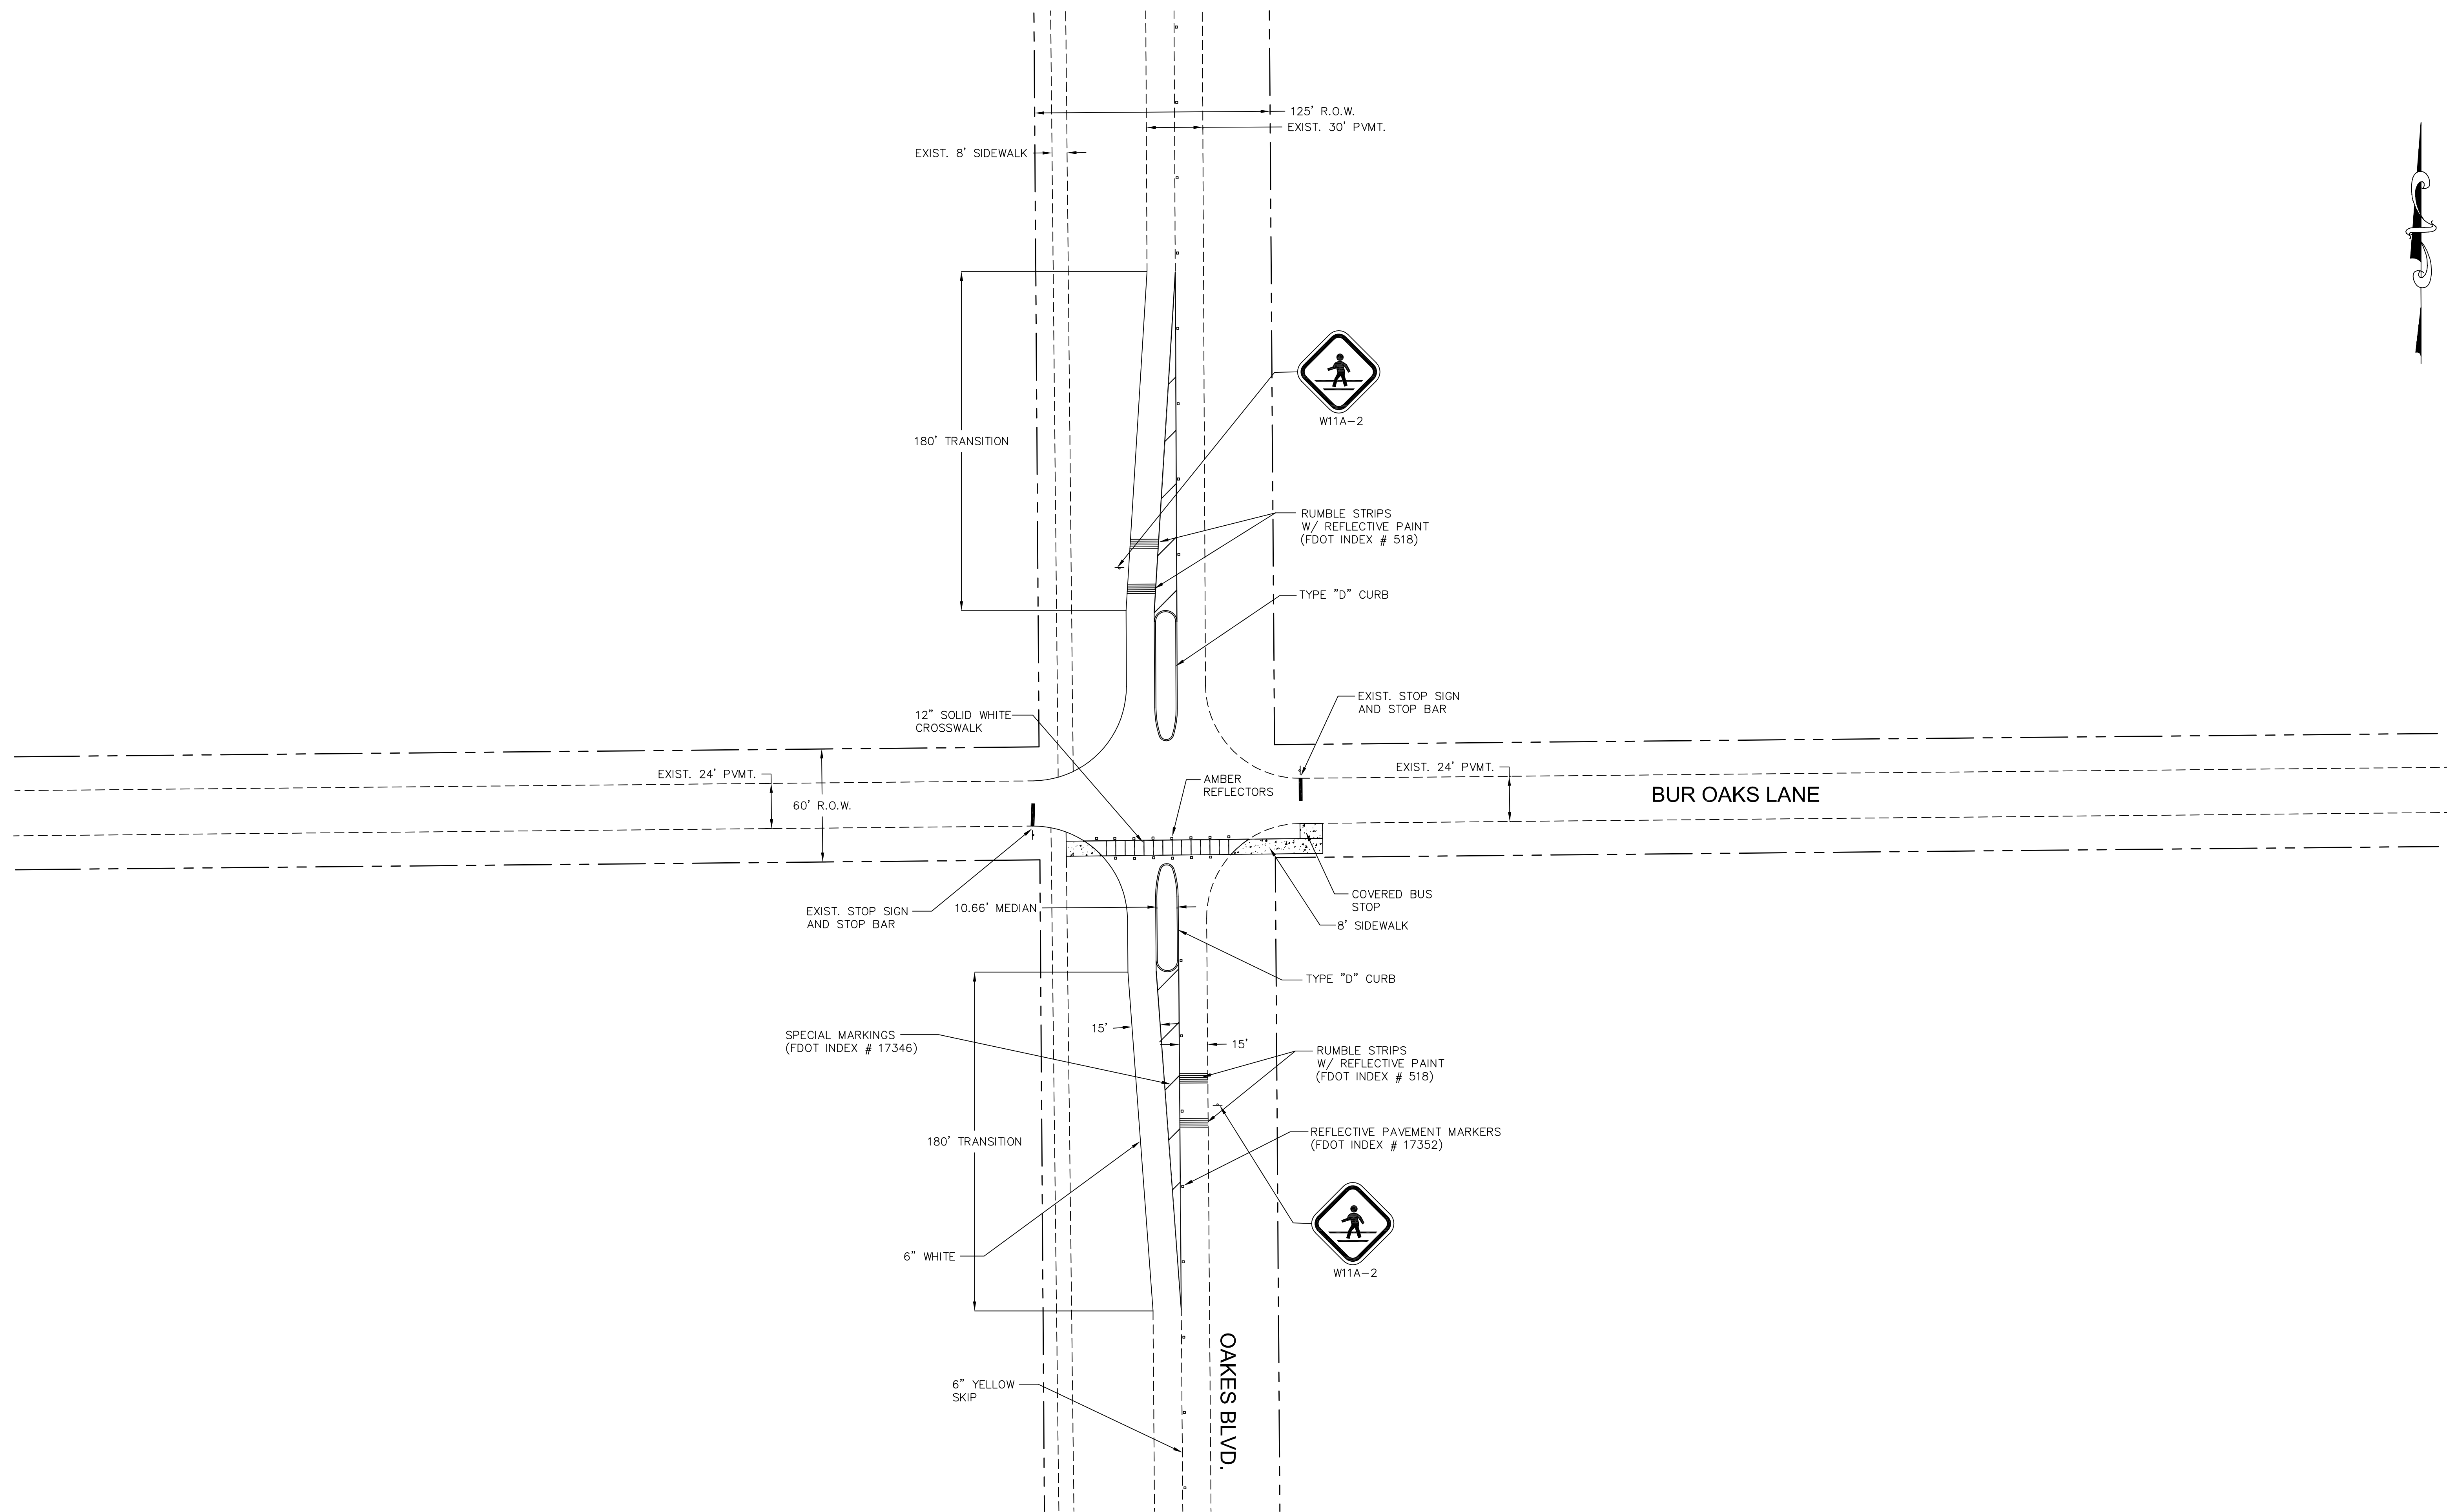 125' R.O.W.
EXIST. 30' PVMT.
EXIST. 8' SIDEWALK
W11A-2
180' TRANSITION
RUMBLE STRIPS
W/ REFLECTIVE PAINT
(FDOT INDEX # 518)
TYPE "D" CURB
EXIST. STOP SIGN
AND STOP BAR
12" SOLID WHITE
CROSSWALK
EXIST. 24' PVMT.
60' R.O.W.
AMBER
REFLECTORS
EXIST. 24' PVMT.
BUR OAKS LANE
EXIST. STOP SIGN
AND STOP BAR
10.66' MEDIAN
COVERED BUS
STOP
8' SIDEWALK
TYPE "D" CURB
15'
SPECIAL MARKINGS
(FDOT INDEX # 17346)
15'
RUMBLE STRIPS
W/ REFLECTIVE PAINT
(FDOT INDEX # 518)
180' TRANSITION
REFLECTIVE PAVEMENT MARKERS
(FDOT INDEX # 17352)
6" WHITE
W11A-2
6" YELLOW
SKIP
OAKES BLVD.